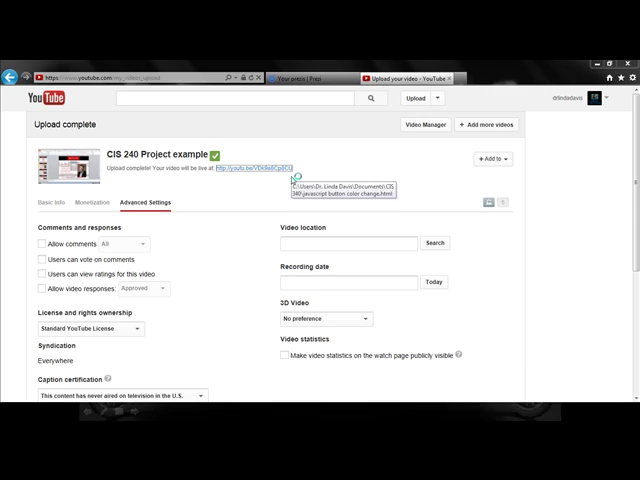 https://www.youtube.com/my_videos_upload
Your prezis | Prezi
Upload your video - YouTube
YouTube
Upload
drlindadavis
Upload complete
Video Manager
+ Add more videos
CIS 240 Project example
Upload complete! Your video will be live at:
+ Add to
C:\Users\Dr. Linda Davis\Documents\CIS
340\javascript button color change.html
Basic Info
Monetization
Advanced Settings
Comments and responses
Allow comments
All
Users can vote on comments
Users can view ratings for this video
Allow video responses:
Approved
License and rights ownership
Standard YouTube License
Syndication
Everywhere
Caption certification
?
This content has never aired on television in the U.S.
Video location
Search
Recording date
Today
3D Video
No preference
Video statistics
Make video statistics on the watch page publicly visible
?